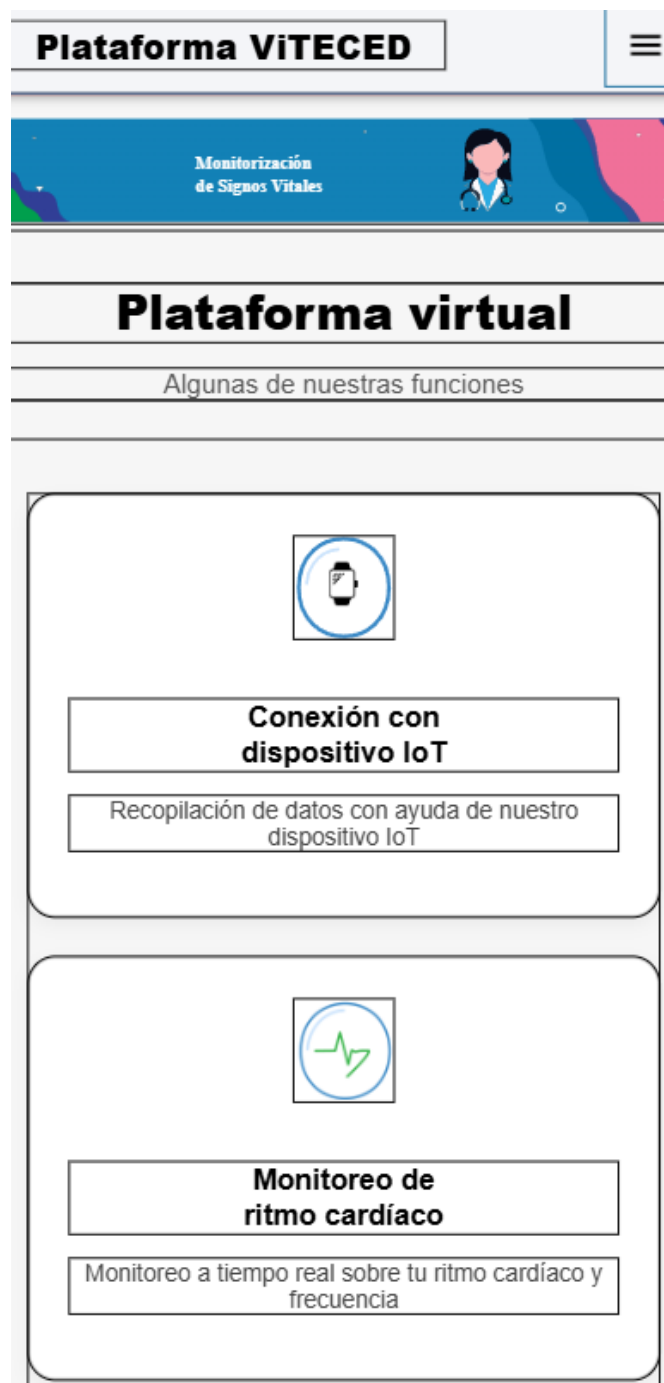 Plataforma ViTECED
Monitorización
de Signos Vitales
Plataforma virtual
Algunas de nuestras funciones
Conexión con
dispositivo IoT
Recopilación de datos con ayuda de nuestro
dispositivo IoT
Monitoreo de
ritmo cardíaco
Monitoreo a tiempo real sobre tu ritmo cardíaco y
frecuencia